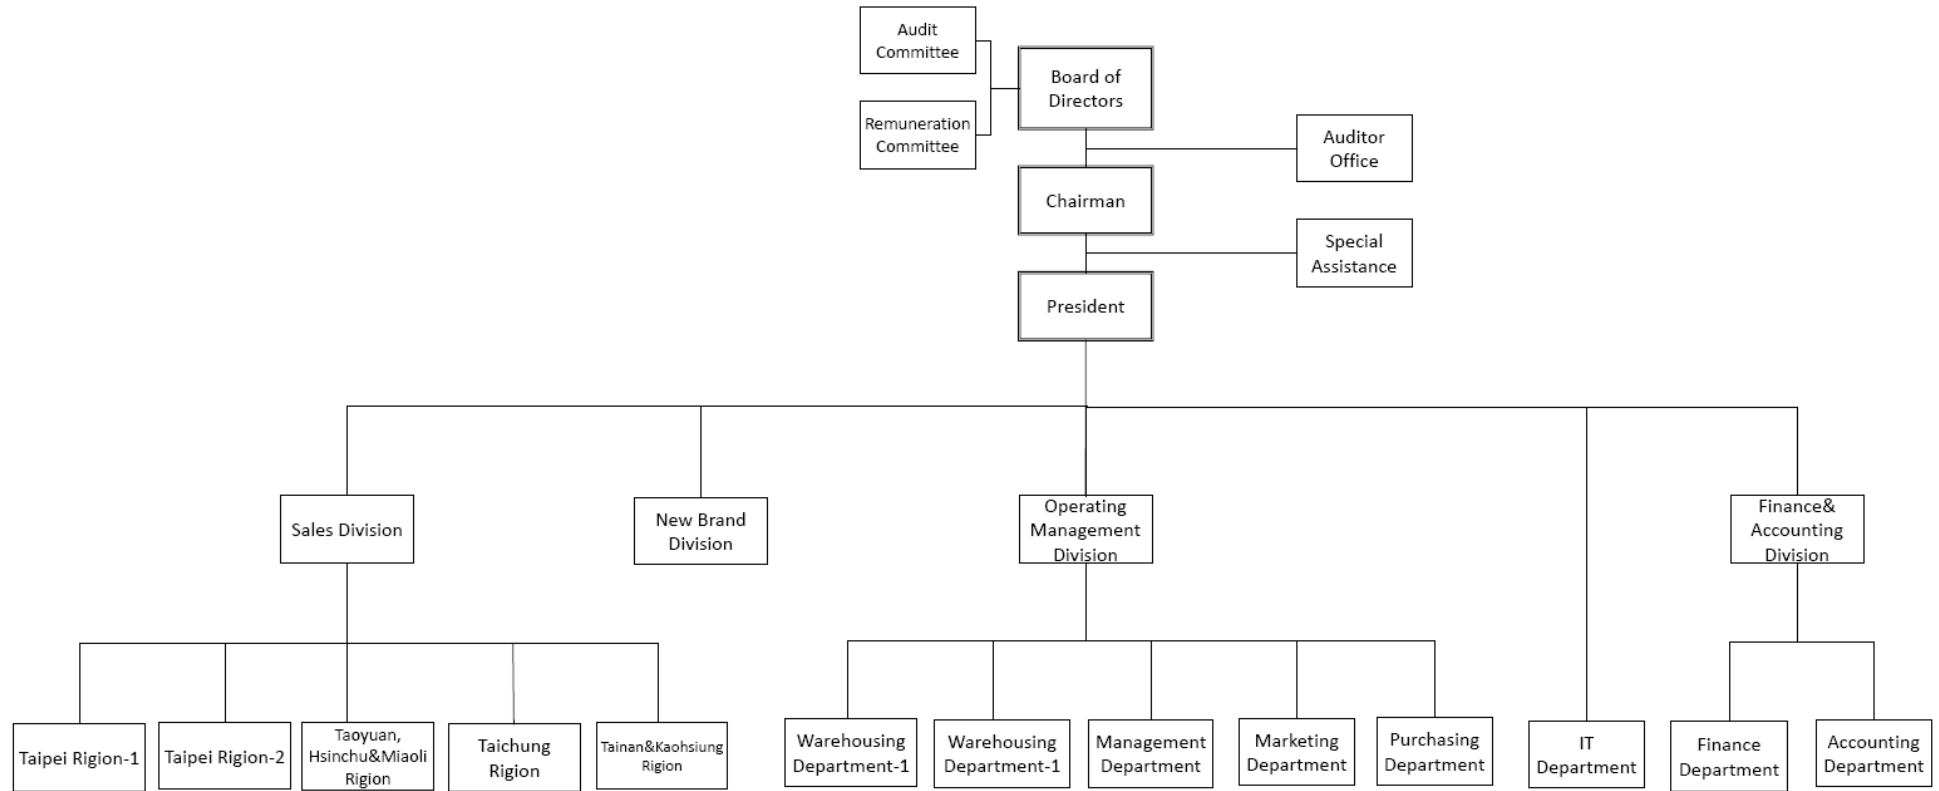 Audit
Committee
Board of
Directors
Remuneration
Committee
Auditor
Office
Chairman
Special
Assistance
President
Sales Division
New Brand
Division
Operating
Management
Division
Finance&
Accounting
Division
Taipei Rigion-1
Taipei Rigion-2
Taoyuan,
Hsinchu&Miaoli
Rigion
Taichung
Rigion
Tainan&Kaohsiung
Rigion
Warehousing
Department-1
Warehousing
Department-1
Management
Department
Marketing
Department
Purchasing
Department
IT
Department
Finance
Department
Accounting
Department